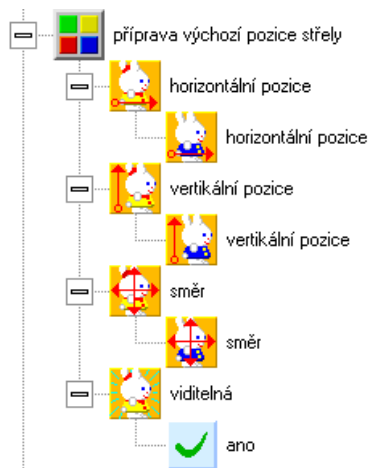 příprava výchozí pozice střely
horizontální pozice
horizontální pozice
vertikální pozice
vertikální pozice
směr
směr
viditelná
ano